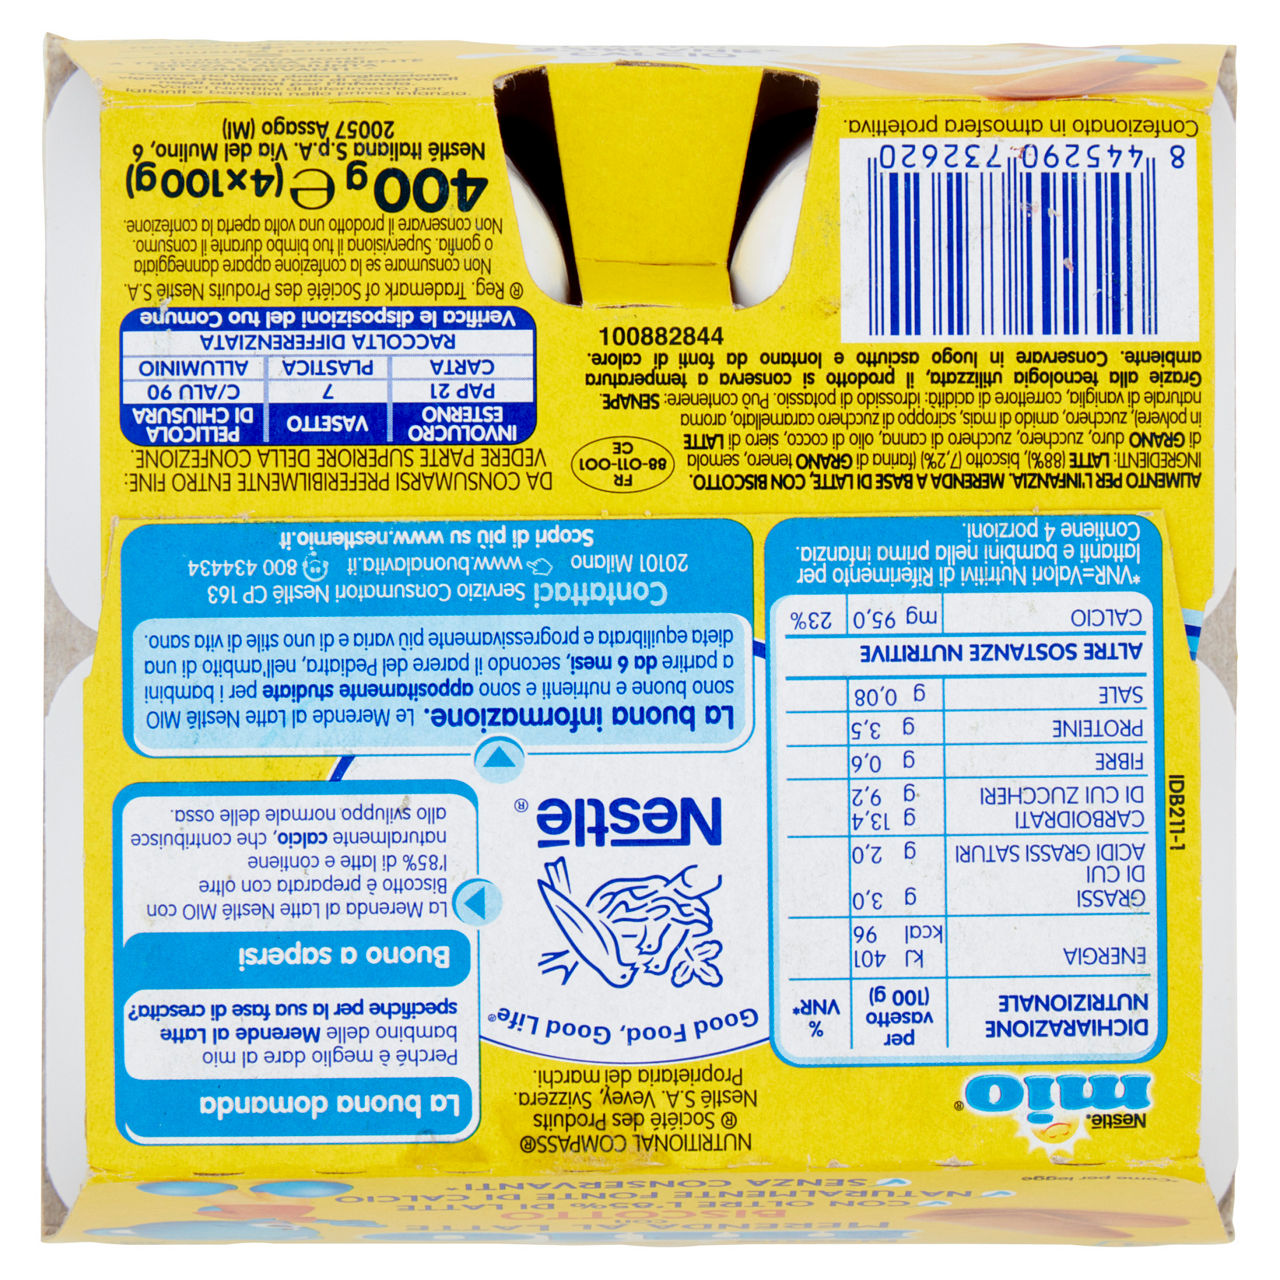 Nestlé.
mio®
DICHIARAZIONE
NUTRIZIONALE
per
vasetto
(100 g)
%
VNR*
ENERGIA kJ 401
kcal 96
GRASSI g 3,0
DI CUI
ACIDI GRASSI SATURI g 2,0
CARBOIDRATI g 13,4
DI CUI ZUCCHERI g 9,2
FIBRE g 0,6
PROTEINE g 3,5
SALE g 0,08
ALTRE SOSTANZE NUTRITIVE
CALCIO mg 95,0 23%
*VNR=Valori Nutritivi di Riferimento per
lattanti e bambini nella prima infanzia.
Contiene 4 porzioni.
IDB211-1
NUTRITIONAL COMPASS®
® Société des Produits
Nestlé S.A. Vevey, Svizzera.
Proprietaria dei marchi.
Good Food, Good Life®
Nestlé®
La buona domanda
Perché è meglio dare al mio
bambino delle Merende al Latte
specifiche per la sua fase di crescita?
Buono a sapersi
La Merenda al Latte Nestlé MIO con
Biscotto è preparata con oltre
l'85% di latte e contiene
naturalmente calcio, che contribuisce
allo sviluppo normale delle ossa.
La buona informazione. Le Merende al Latte Nestlé MIO
sono buone e nutrienti e sono appositamente studiate per i bambini
a partire da 6 mesi, secondo il parere del Pediatra, nell'ambito di una
dieta equilibrata e progressivamente più varia e di uno stile di vita sano.
Contattaci Servizio Consumatori Nestlé CP 163
20101 Milano www.buonalavita.it 800 434434
Scopri di più su www.nestlemio.it
ALIMENTO PER L'INFANZIA. MERENDA A BASE DI LATTE, CON BISCOTTO.
INGREDIENTI: LATTE (88%), biscotto (7,2%) (farina di GRANO tenero, semola
di GRANO duro, zucchero, zucchero di canna, olio di cocco, siero di LATTE
in polvere), zucchero, amido di mais, sciroppo di zucchero caramellato, aroma
naturale di vaniglia, correttore di acidità: idrossido di potassio. Può contenere: SENAPE.
Grazie alla tecnologia utilizzata, il prodotto si conserva a temperatura
ambiente. Conservare in luogo asciutto e lontano da fonti di calore.
100882844
8 445290 732620
Confezionato in atmosfera protettiva.
FR
88-011-001
CE
DA CONSUMARSI PREFERIBILMENTE ENTRO FINE:
VEDERE PARTE SUPERIORE DELLA CONFEZIONE.
INVOLUCRO
ESTERNO
VASETTO
PELLICOLA
DI CHIUSURA
PAP 21 7 C/ALU 90
CARTA PLASTICA ALLUMINIO
RACCOLTA DIFFERENZIATA
Verifica le disposizioni del tuo Comune
® Reg. Trademark of Société des Produits Nestlé S.A.
Non consumare se la confezione appare danneggiata
o gonfia. Supervisiona il tuo bimbo durante il consumo.
Non conservare il prodotto una volta aperta la confezione.
400 g ℮ (4x100g)
Nestlé Italiana S.p.A. Via del Mulino, 6
20057 Assago (MI)
MERENDA AL LATTE
con
BISCOTTO
CON OLTRE L'85% DI LATTE
NATURALMENTE FONTE DI CALCIO
SENZA CONSERVANTI*
*come per legge